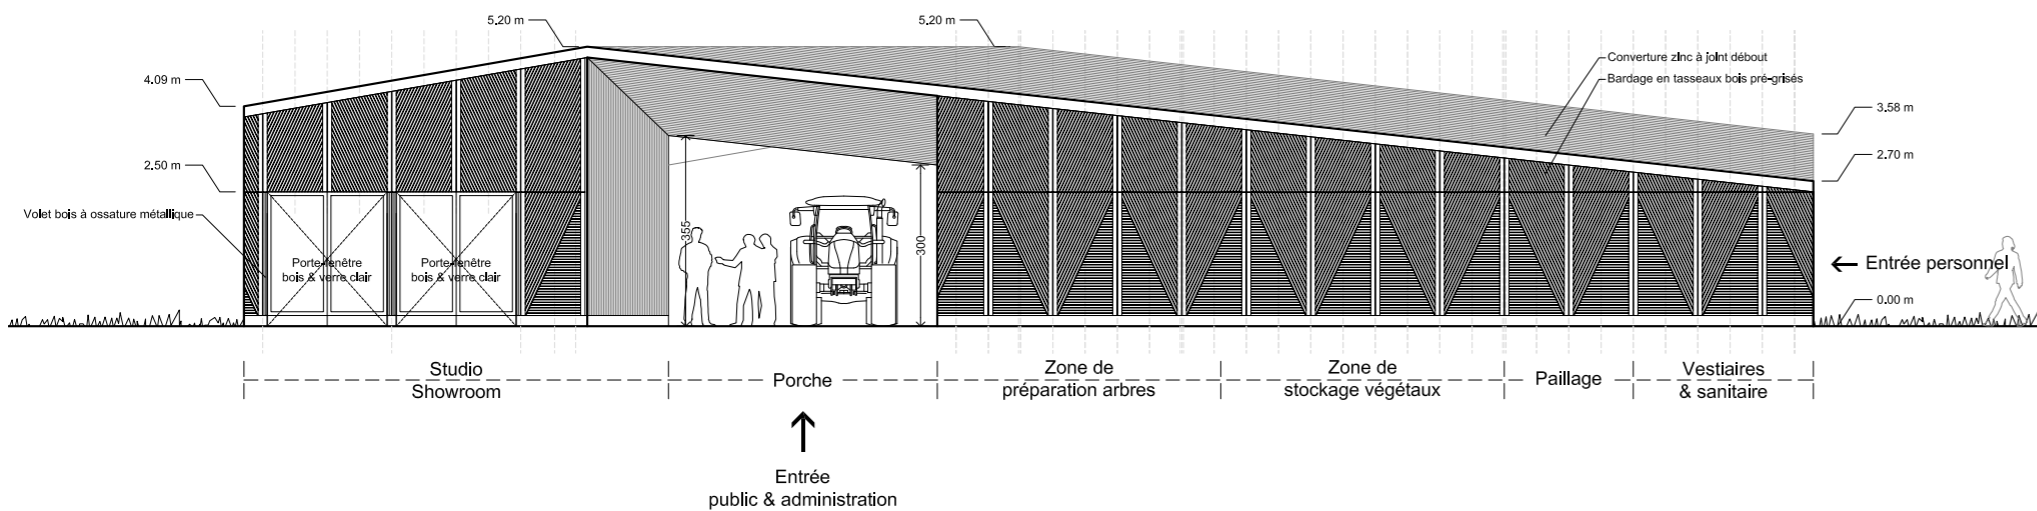 5.20 m
5.20 m
4.09 m
Converture zinc à joint débout
Bardage en tasseaux bois pré-grisés
3.58 m
2.50 m
2.70 m
Volet bois à ossature métallique
355
300
Porte-fenêtre
bois & verre clair
Porte-fenêtre
bois & verre clair
Entrée personnel
0.00 m
Studio
Showroom
Porche
Zone de
préparation arbres
Zone de
stockage végétaux
Paillage
Vestiaires
& sanitaire
Entrée
public & administration